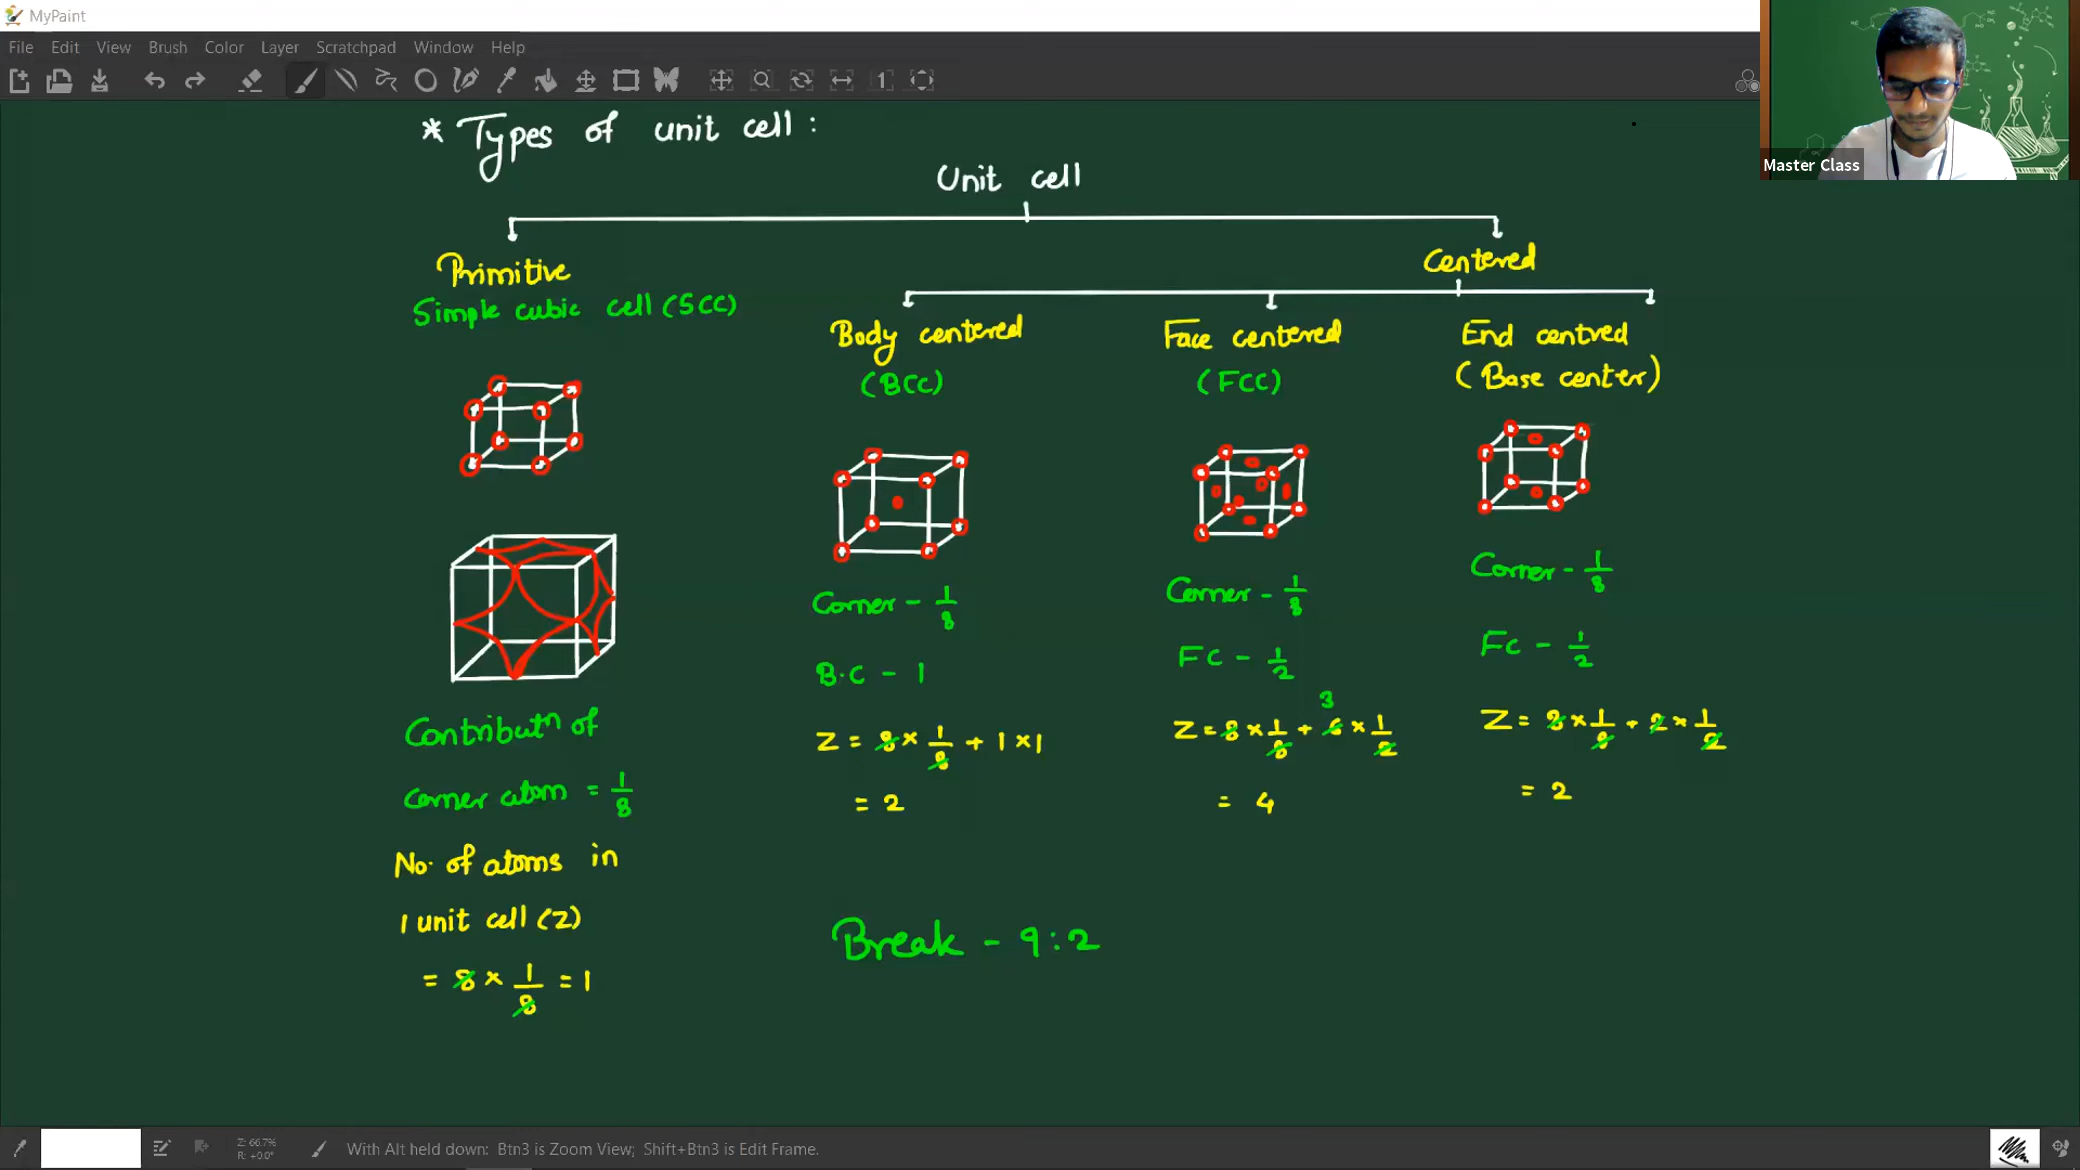 MyPaint
File Edit View Brush Color Layer Scratchpad Window Help
Master Class
* Types of unit cell :
Unit cell
Primitive
Simple cubic cell (SCC)
Centered
Body centered
(BCC)
Face centered
(FCC)
End centred
(Base center)
Contributn of
corner atom = 1/8
No. of atoms in
1 unit cell (Z)
= 8 × 1/8 = 1
Corner - 1/8
B.C - 1
Z = 8 × 1/8 + 1 × 1
= 2
Corner - 1/8
FC - 1/2
3
Z = 8 × 1/8 + 6 × 1/2
= 4
Corner - 1/8
Fc - 1/2
Z = 8 × 1/8 + 2 × 1/2
= 2
Break - 9:2
Z: 66.7%
R: +0.0°
With Alt held down: Btn3 is Zoom View; Shift+Btn3 is Edit Frame.